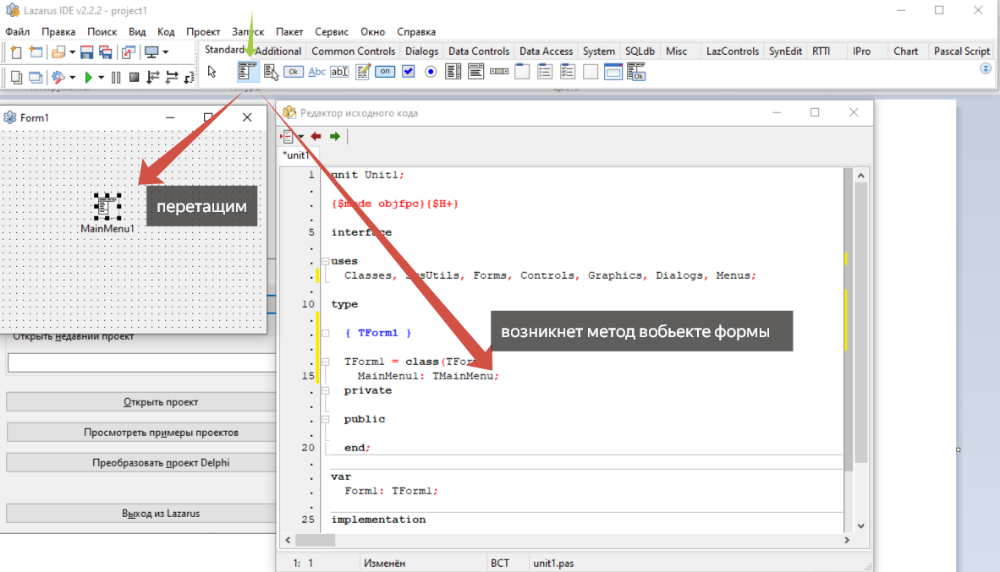 Lazarus IDE v2.2.2 - project1
Файл Правка Поиск Вид Код Проект Запуск Пакет Сервис Окно Справка
Standard Additional Common Controls Dialogs Data Controls Data Access System SQLdb Misc LazControls SynEdit RTTI IPro Chart Pascal Script
Ok Abc ab on Ok
Form1
перетащим
MainMenu1
Открыть недавний проект
Открыть проект
Просмотреть примеры проектов
Преобразовать проект Delphi
Выход из Lazarus
Редактор исходного кода
*unit1
1 unit Unit1;
{$mode objfpc}{$H+}
5 interface
uses
Classes, SysUtils, Forms, Controls, Graphics, Dialogs, Menus;
10 type
{ TForm1 }
возникнет метод вобьекте формы
TForm1 = class(TForm
15 MainMenu1: TMainMenu;
private
public
20 end;
var
Form1: TForm1;
25 implementation
1: 1 Изменён ВСТ unit1.pas